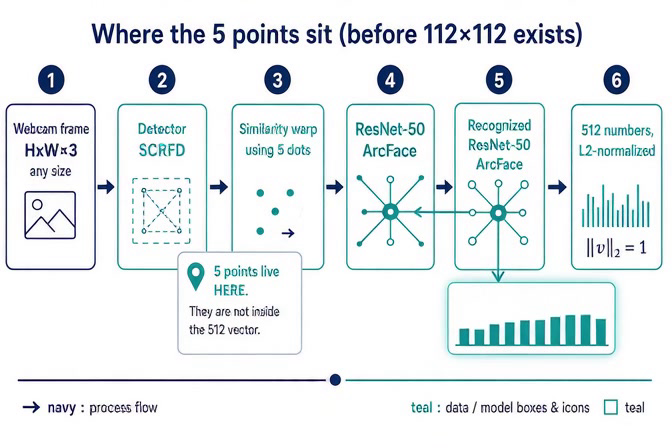 Where the 5 points sit (before 112×112 exists)
1
2
3
4
5
6
Webcam frame
HxW×3
any size
Detector
SCRFD
Similarity warp
using 5 dots
ResNet-50
ArcFace
Recognized
ResNet-50
ArcFace
512 numbers,
L2-normalized
||v||₂ = 1
5 points live
HERE.
They are not inside
the 512 vector.
navy : process flow
teal : data / model boxes & icons
teal